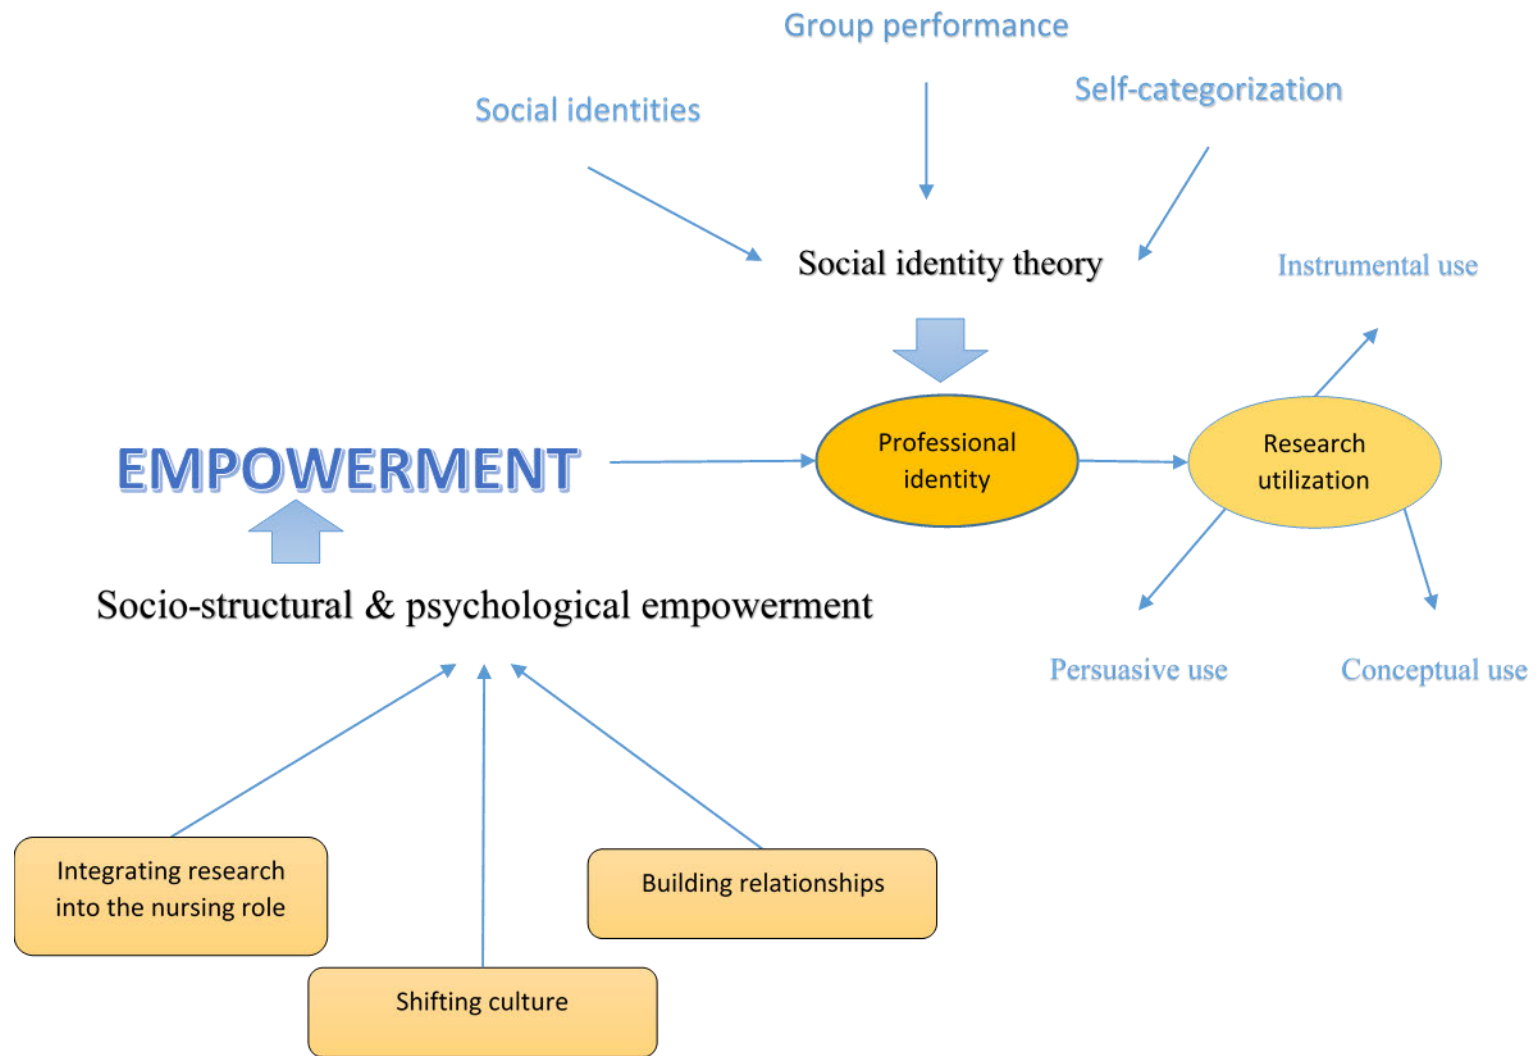 Group performance
Self-categorization
Social identities
Social identity theory
Instrumental use
Professional
identity
Research
utilization
EMPOWERMENT
Socio-structural & psychological empowerment
Persuasive use
Conceptual use
Integrating research
into the nursing role
Building relationships
Shifting culture